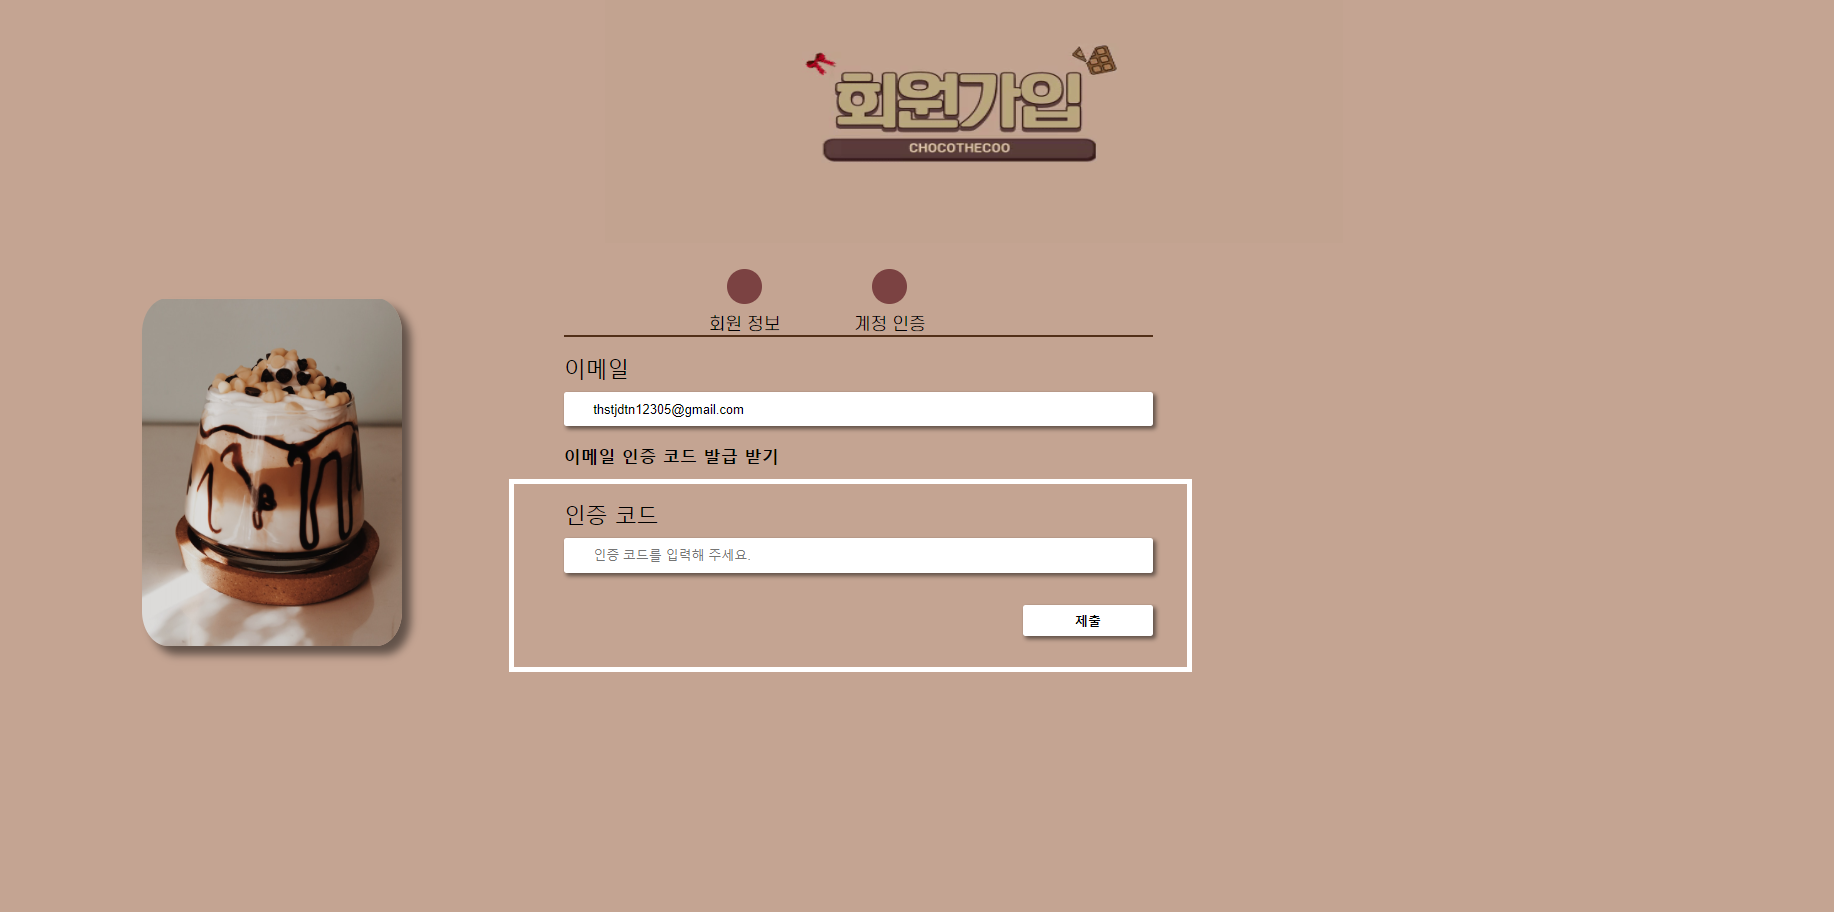 회원가입
CHOCOTHECOO
회원 정보
계정 인증
이메일
thstjdtn12305@gmail.com
이메일 인증 코드 발급 받기
인증 코드
인증 코드를 입력해 주세요.
제출